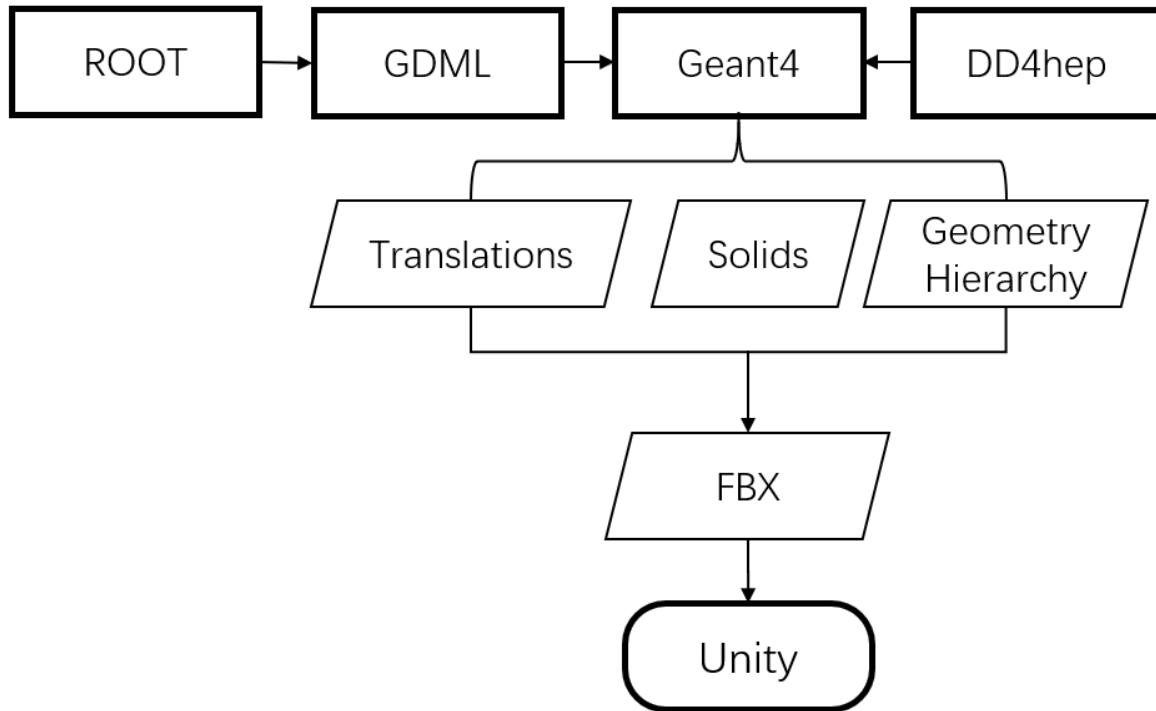 ROOT
GDML
Geant4
DD4hep
Translations
Solids
Geometry
Hierarchy
FBX
Unity